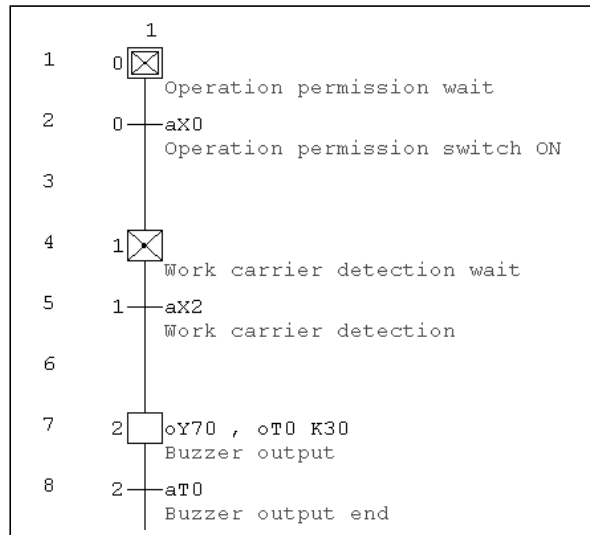 1
1 0
Operation permission wait
2 0 aX0
Operation permission switch ON
3
4 1
Work carrier detection wait
5 1 aX2
Work carrier detection
6
7 2 oY70 , oT0 K30
Buzzer output
8 2 aT0
Buzzer output end